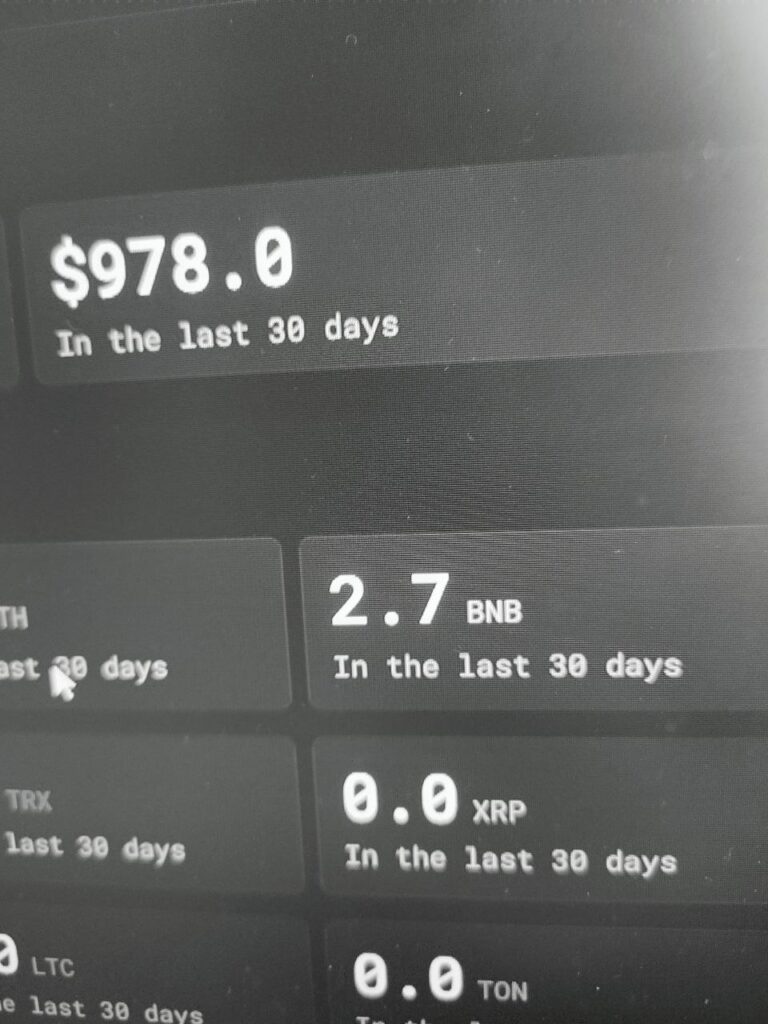 $978.0
In the last 30 days
TH
ast 30 days
2.7 BNB
In the last 30 days
TRX
last 30 days
0.0 XRP
In the last 30 days
0 LTC
e last 30 days
0.0 TON